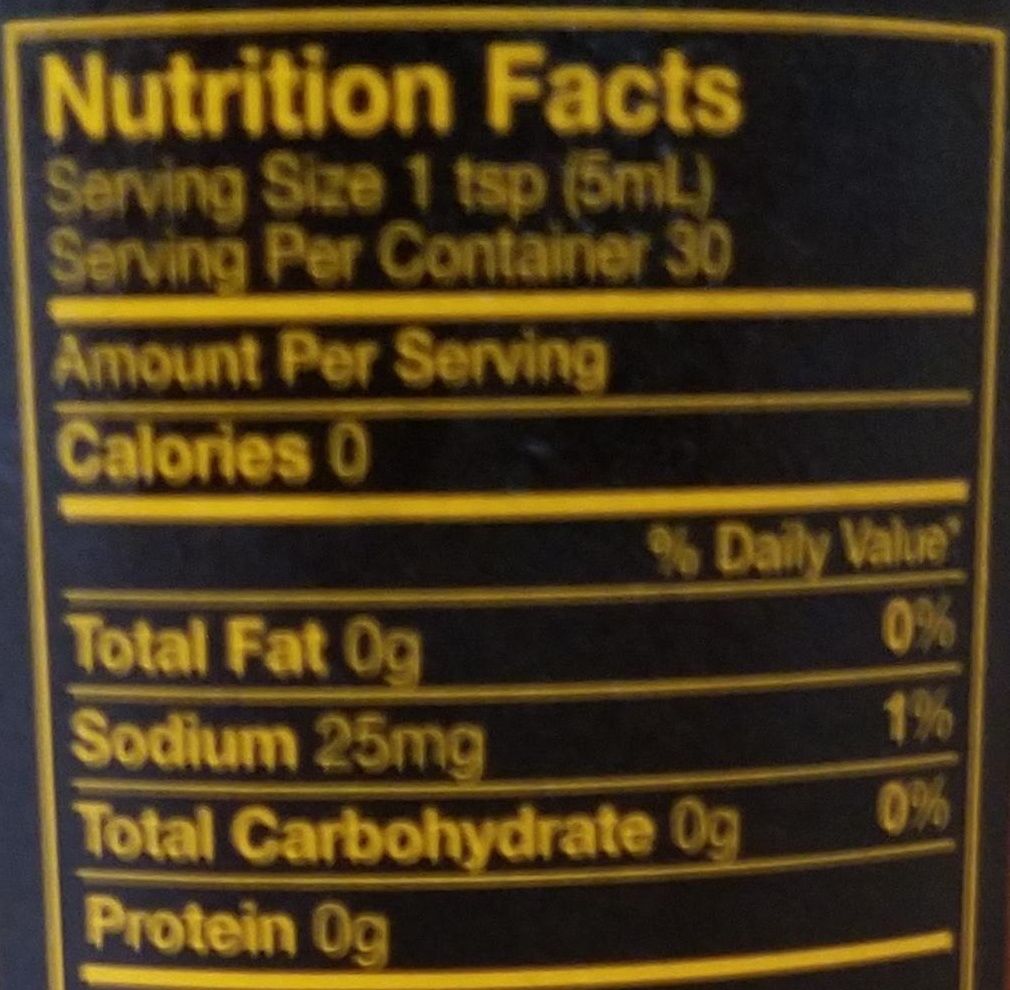 Nutrition Facts
Serving Size 1 tsp (5mL)
Serving Per Container 30
Amount Per Serving
Calories 0
% Daily Value*
Total Fat 0g 0%
Sodium 25mg 1%
Total Carbohydrate 0g 0%
Protein 0g